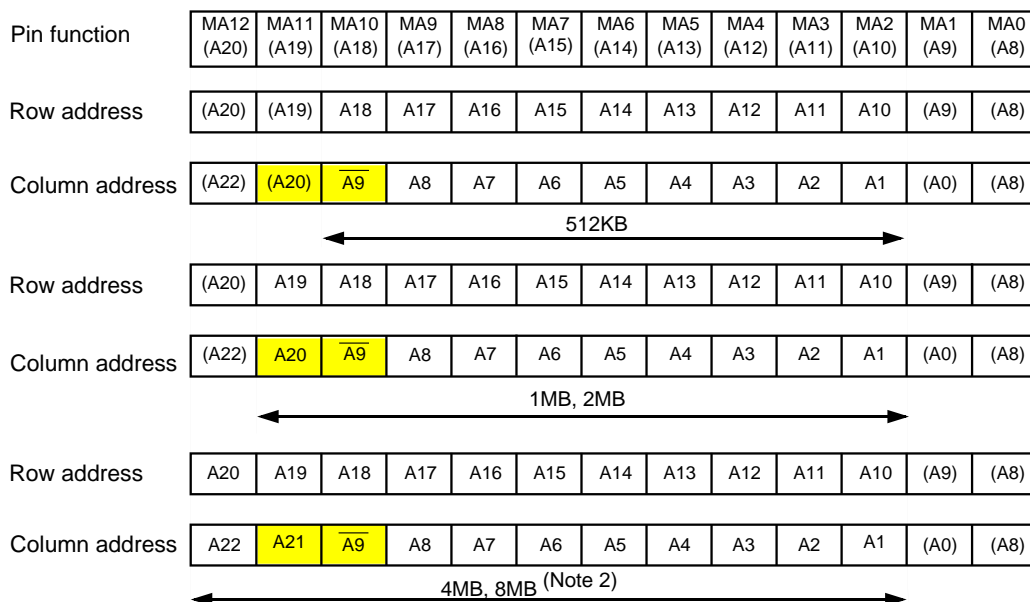 Pin function MA12 MA11 MA10 MA9 MA8 MA7 MA6 MA5 MA4 MA3 MA2 MA1 MA0
(A20) (A19) (A18) (A17) (A16) (A15) (A14) (A13) (A12) (A11) (A10) (A9) (A8)
Row address (A20) (A19) A18 A17 A16 A15 A14 A13 A12 A11 A10 (A9) (A8)
Column address (A22) (A20) A̅9̅ A8 A7 A6 A5 A4 A3 A2 A1 (A0) (A8)
512KB
Row address (A20) A19 A18 A17 A16 A15 A14 A13 A12 A11 A10 (A9) (A8)
Column address (A22) A20 A̅9̅ A8 A7 A6 A5 A4 A3 A2 A1 (A0) (A8)
1MB, 2MB
Row address A20 A19 A18 A17 A16 A15 A14 A13 A12 A11 A10 (A9) (A8)
Column address A22 A21 A̅9̅ A8 A7 A6 A5 A4 A3 A2 A1 (A0) (A8)
4MB, 8MB (Note 2)